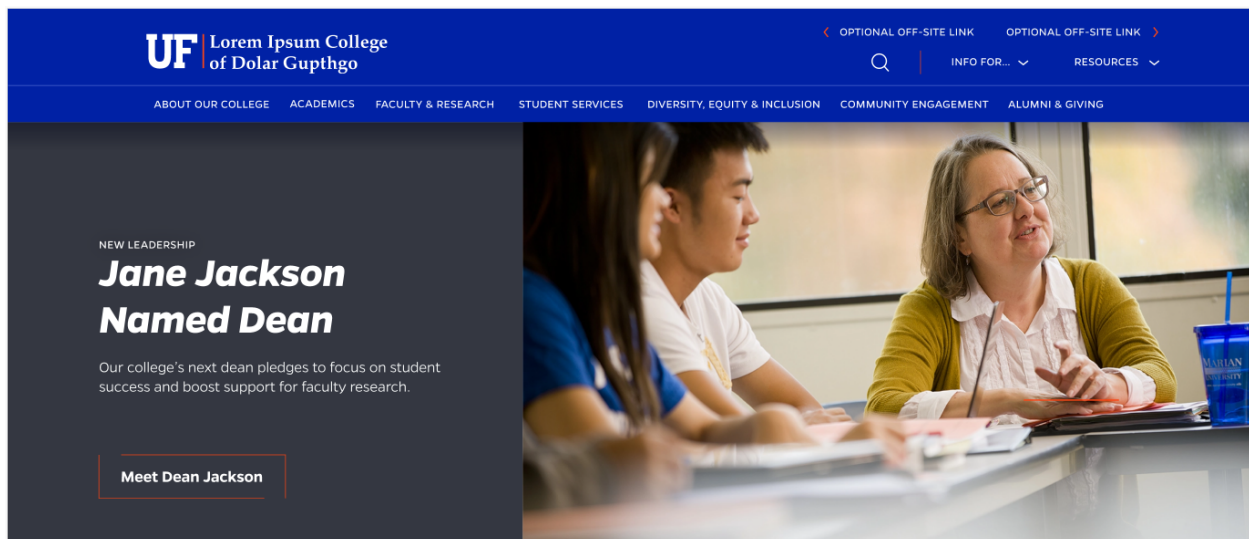 UF
Lorem Ipsum College
of Dolar Gupthgo
OPTIONAL OFF-SITE LINK
OPTIONAL OFF-SITE LINK
INFO FOR...
RESOURCES
ABOUT OUR COLLEGE ACADEMICS FACULTY & RESEARCH STUDENT SERVICES DIVERSITY, EQUITY & INCLUSION COMMUNITY ENGAGEMENT ALUMNI & GIVING
NEW LEADERSHIP
Jane Jackson
Named Dean
Our college's next dean pledges to focus on student
success and boost support for faculty research.
Meet Dean Jackson
MARIAN
UNIVERSITY